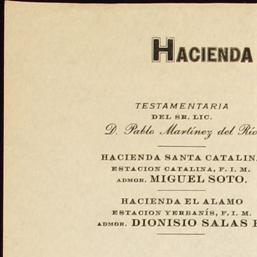 HACIENDA
TESTAMENTARIA
DEL SR. LIC.
D. Pablo Martínez del Río
HACIENDA SANTA CATALINA
ESTACION CATALINA, F. I. M.
ADMOR. MIGUEL SOTO.
HACIENDA EL ALAMO
ESTACION YERBANÍS, F. I. M.
ADMOR. DIONISIO SALAS